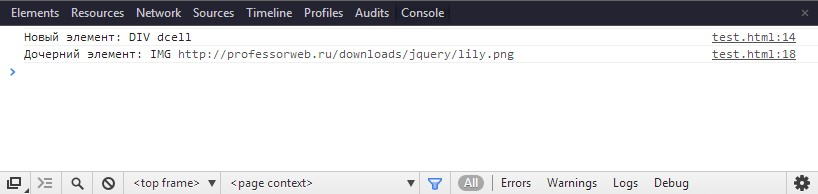 Elements Resources Network Sources Timeline Profiles Audits Console ×
Новый элемент: DIV dcell test.html:14
Дочерний элемент: IMG http://professorweb.ru/downloads/jquery/lily.png test.html:18
>
<top frame> ▼ <page context> ▼ All Errors Warnings Logs Debug